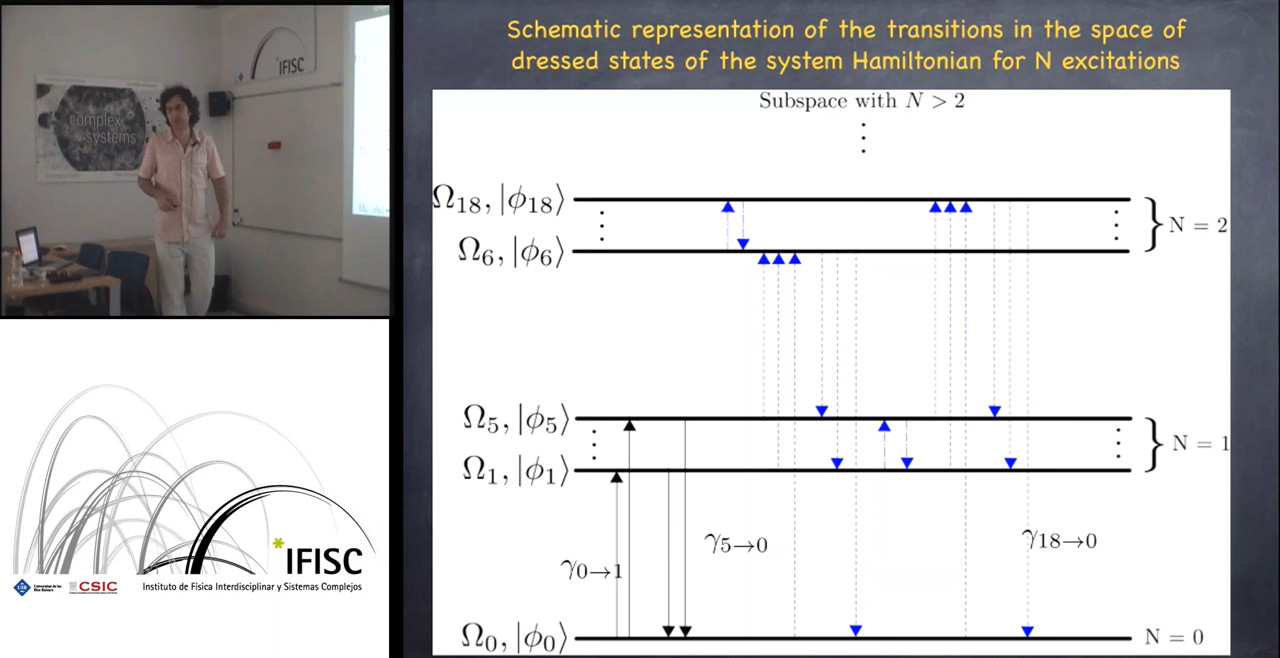 IFISC
complex
systems
Schematic representation of the transitions in the space of
dressed states of the system Hamiltonian for N excitations
Subspace with N > 2
Ω18, |ϕ18⟩
Ω6, |ϕ6⟩
N = 2
Ω5, |ϕ5⟩
Ω1, |ϕ1⟩
N = 1
γ5→0
γ18→0
γ0→1
Ω0, |ϕ0⟩
N = 0
*IFISC
CSIC
Instituto de Física Interdisciplinar y Sistemas Complejos